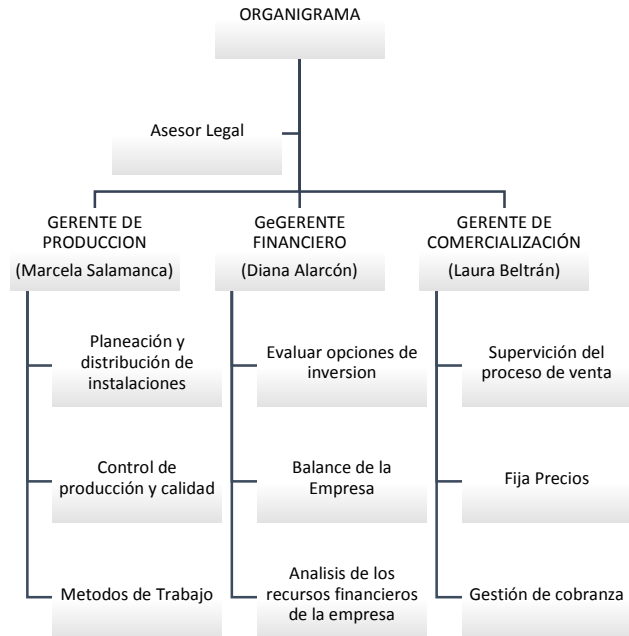 ORGANIGRAMA
Asesor Legal
GERENTE DE
PRODUCCION
(Marcela Salamanca)
GeGERENTE
FINANCIERO
(Diana Alarcón)
GERENTE DE
COMERCIALIZACIÓN
(Laura Beltrán)
Planeación y
distribución de
instalaciones
Evaluar opciones de
inversion
Supervición del
proceso de venta
Control de
producción y calidad
Balance de la
Empresa
Fija Precios
Metodos de Trabajo
Analisis de los
recursos financieros
de la empresa
Gestión de cobranza